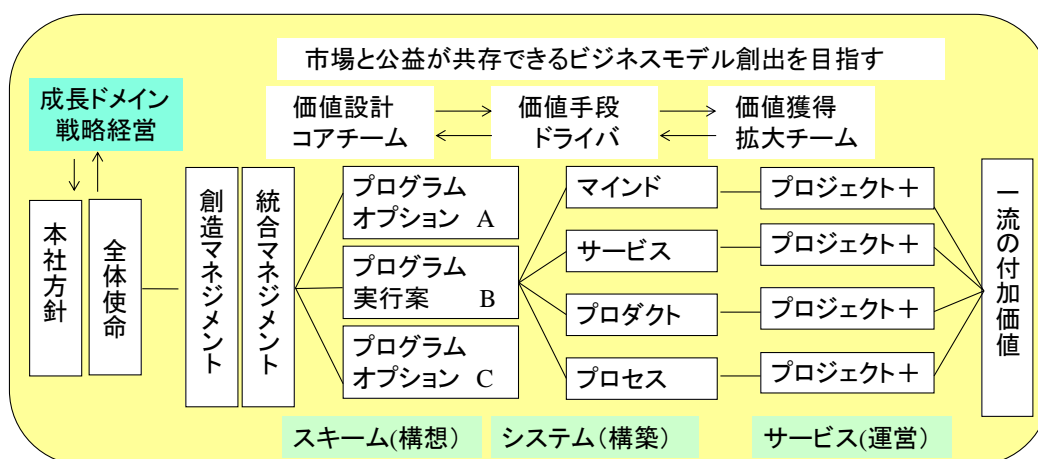 市場と公益が共存できるビジネスモデル創出を目指す
成長ドメイン
戦略経営
価値設計
コアチーム
価値手段
ドライバ
価値獲得
拡大チーム
本社方針
全体使命
創造マネジメント
統合マネジメント
プログラム
オプション A
プログラム
実行案 B
プログラム
オプション C
マインド
サービス
プロダクト
プロセス
プロジェクト＋
プロジェクト＋
プロジェクト＋
プロジェクト＋
一流の付加価値
スキーム(構想）
システム（構築）
サービス(運営）